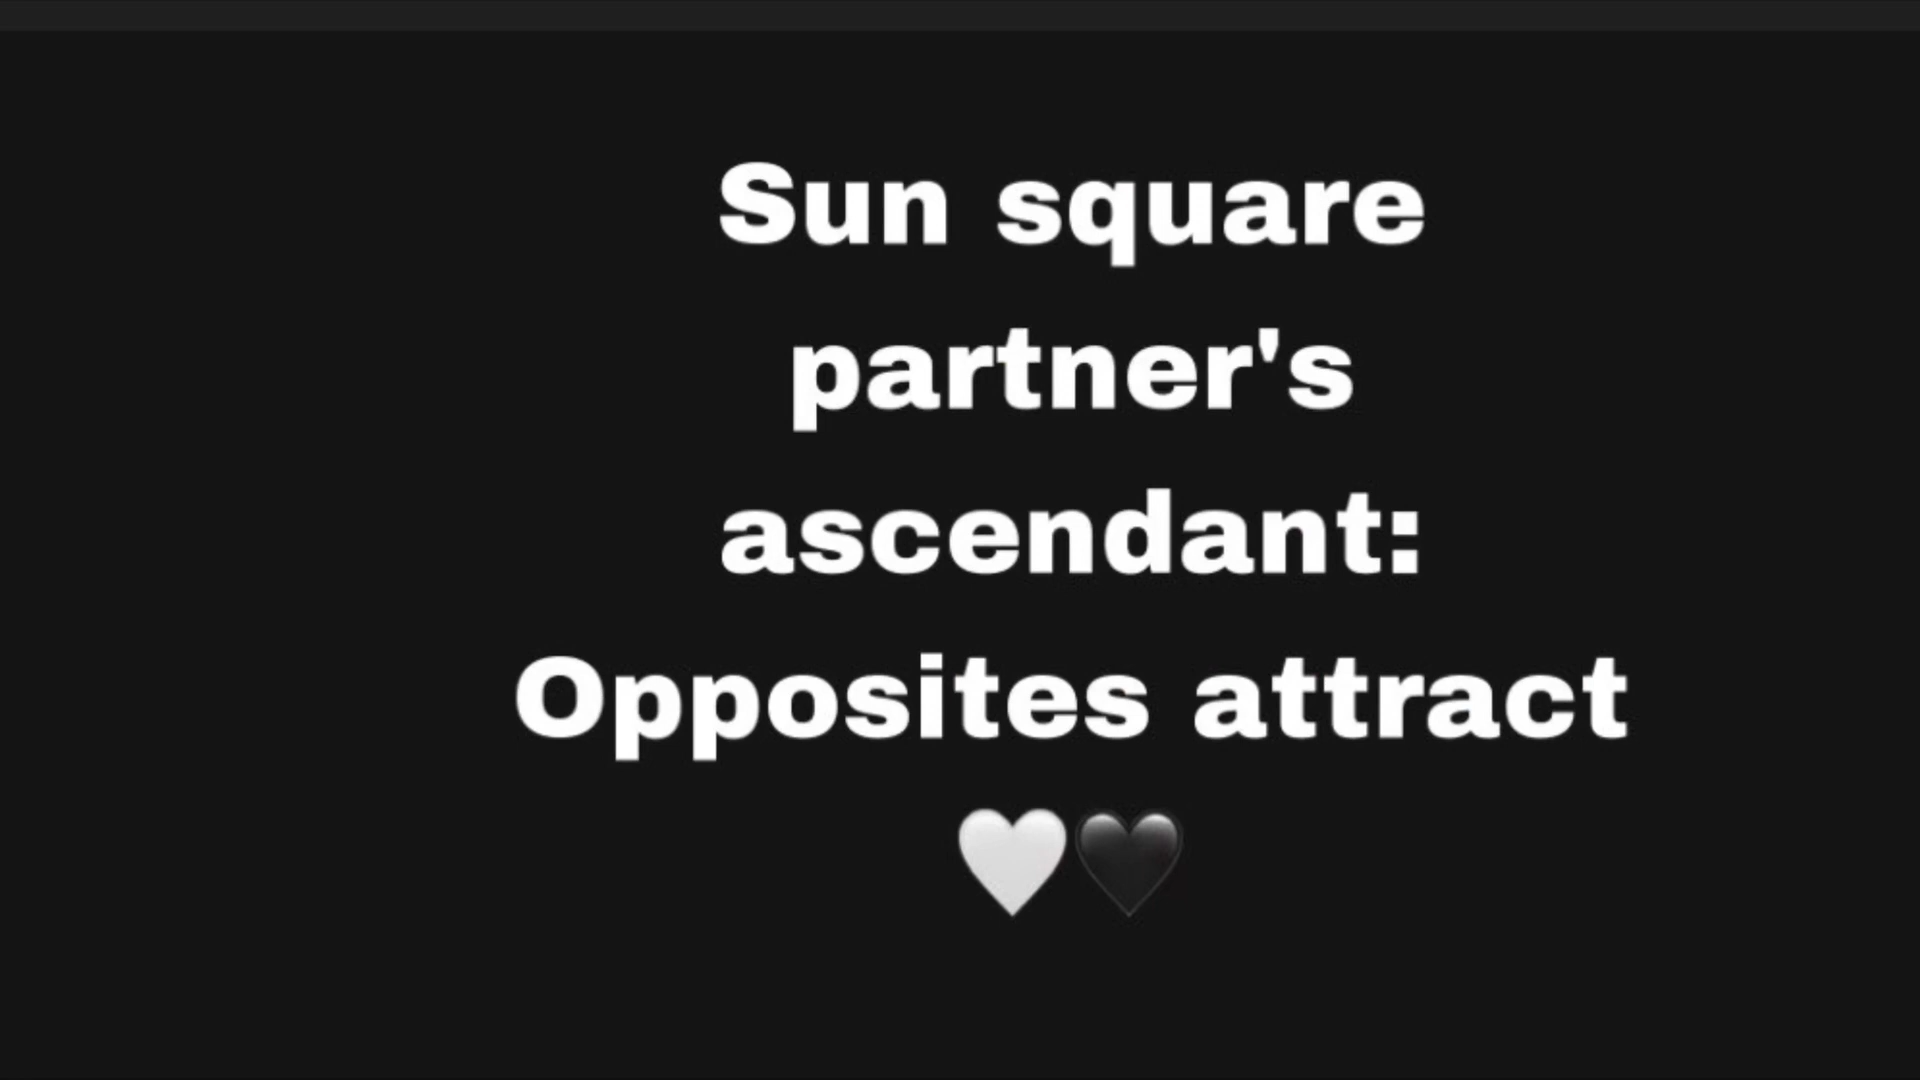 Sun square
partner's
ascendant:
Opposites attract
🤍🖤